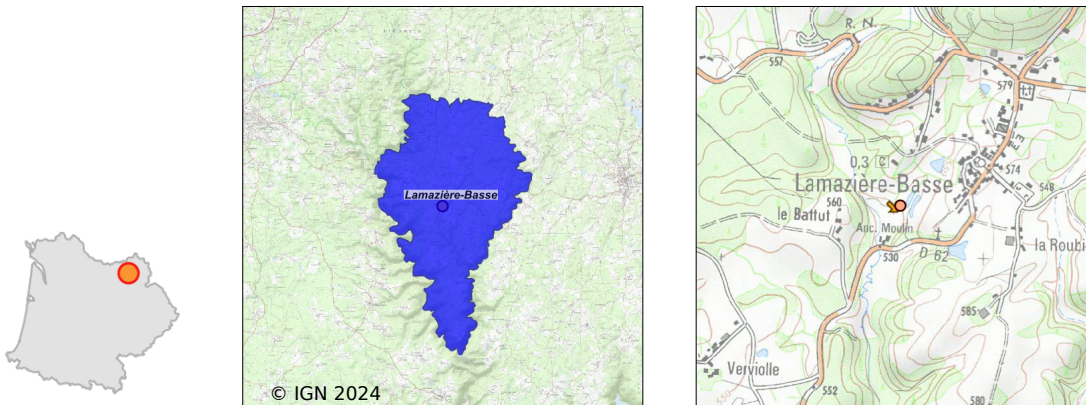 Lamazière-Basse
© IGN 2024
R. N.
557
579
0,3 C
574
Lamazière-Basse
548
560
le Battut
Anc. Moulin
530
D 62
la Roubi
585
Verviolle
552
580